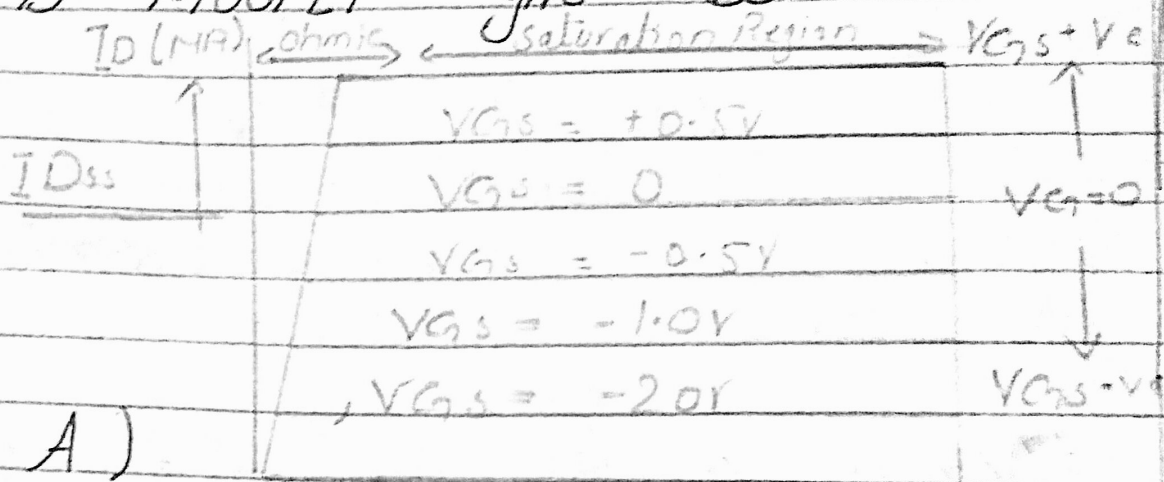 ID (MA) ohmic saturation Region VGs + Ve
VGs = +0.5V
IDss VGs = 0 VG=0
VGs = -0.5V
VGs = -1.0V
VGs = -2.0V VGs -Ve
A)